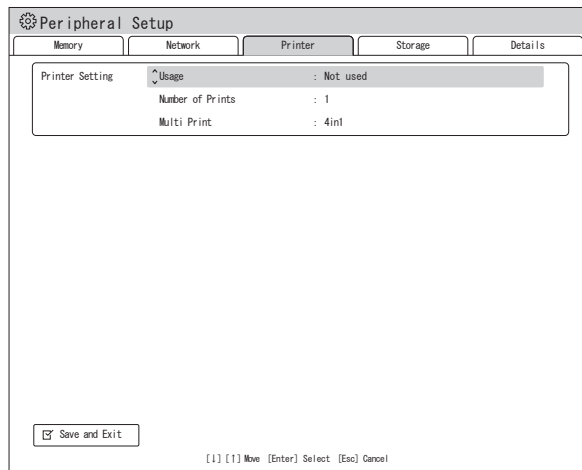 Peripheral Setup
Memory Network Printer Storage Details
Printer Setting Usage : Not used
Number of Prints : 1
Multi Print : 4in1
Save and Exit
[↓] [↑] Move [Enter] Select [Esc] Cancel